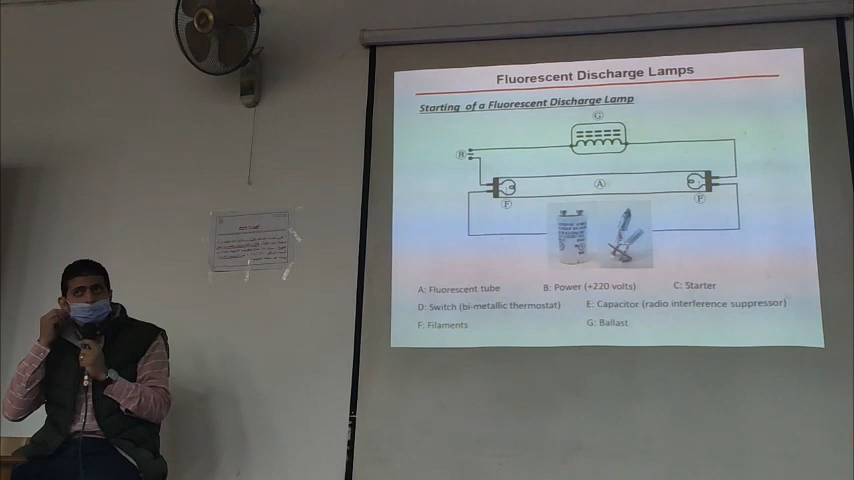 Fluorescent Discharge Lamps
Starting of a Fluorescent Discharge Lamp
G
B
A
F
F
A: Fluorescent tube B: Power (+220 volts) C: Starter
D: Switch (bi-metallic thermostat) E: Capacitor (radio interference suppressor)
F: Filaments G: Ballast